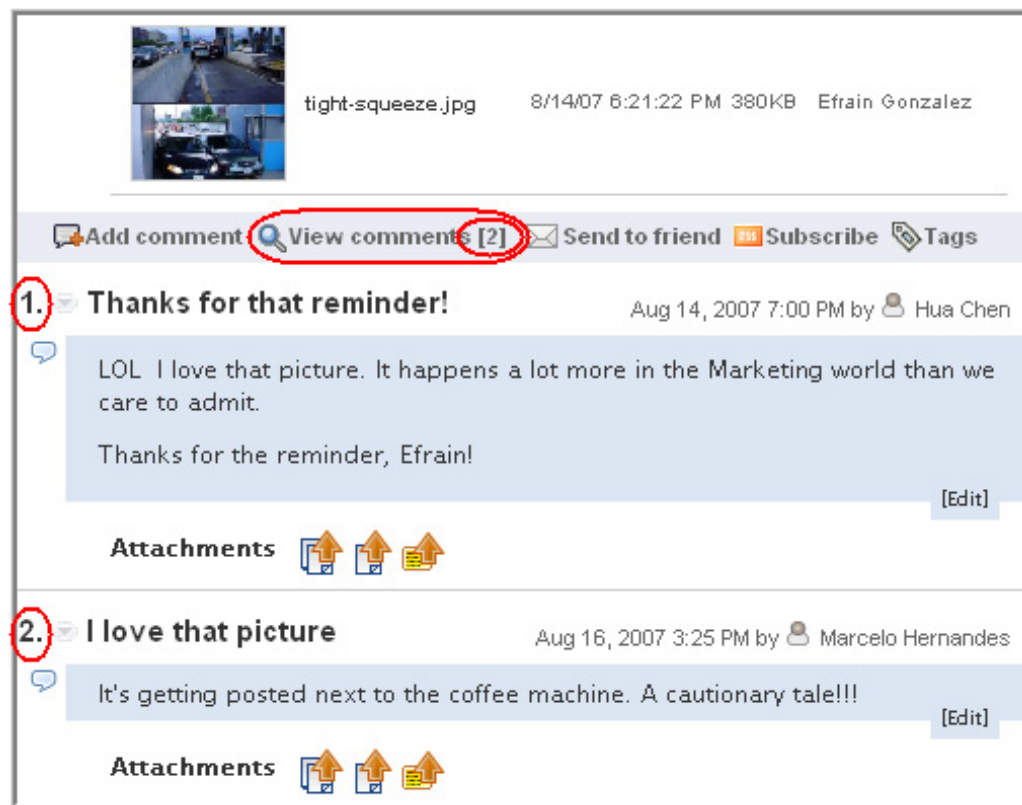 tight-squeeze.jpg 8/14/07 6:21:22 PM 380KB Efrain Gonzalez
Add comment View comments [2] Send to friend Subscribe Tags
1. Thanks for that reminder! Aug 14, 2007 7:00 PM by Hua Chen
LOL I love that picture. It happens a lot more in the Marketing world than we
care to admit.
Thanks for the reminder, Efrain!
[Edit]
Attachments
2. I love that picture Aug 16, 2007 3:25 PM by Marcelo Hernandes
It's getting posted next to the coffee machine. A cautionary tale!!!
[Edit]
Attachments